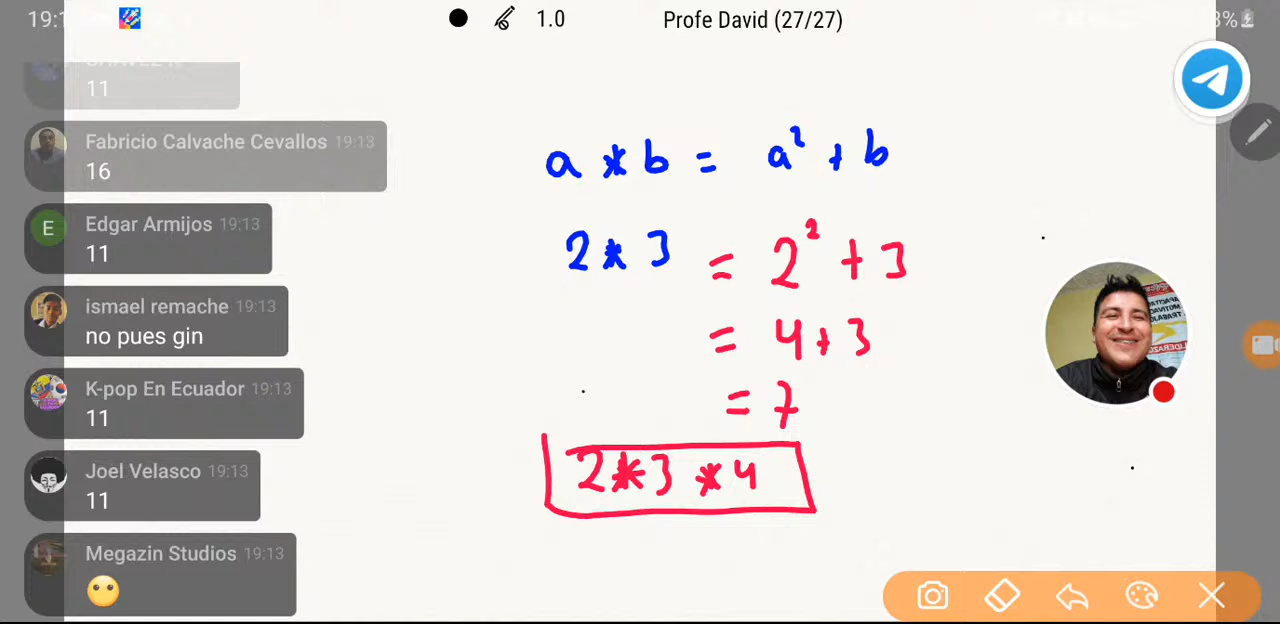 1.0
Profe David (27/27)
11
Fabricio Calvache Cevallos 19:13
16
Edgar Armijos 19:13
E
11
ismael remache 19:13
no pues gin
K-pop En Ecuador 19:13
11
Joel Velasco 19:13
11
Megazin Studios 19:13
a * b = a² + b
2 * 3 = 2² + 3
= 4 + 3
= 7
2 * 3 * 4
LIDERAZGO